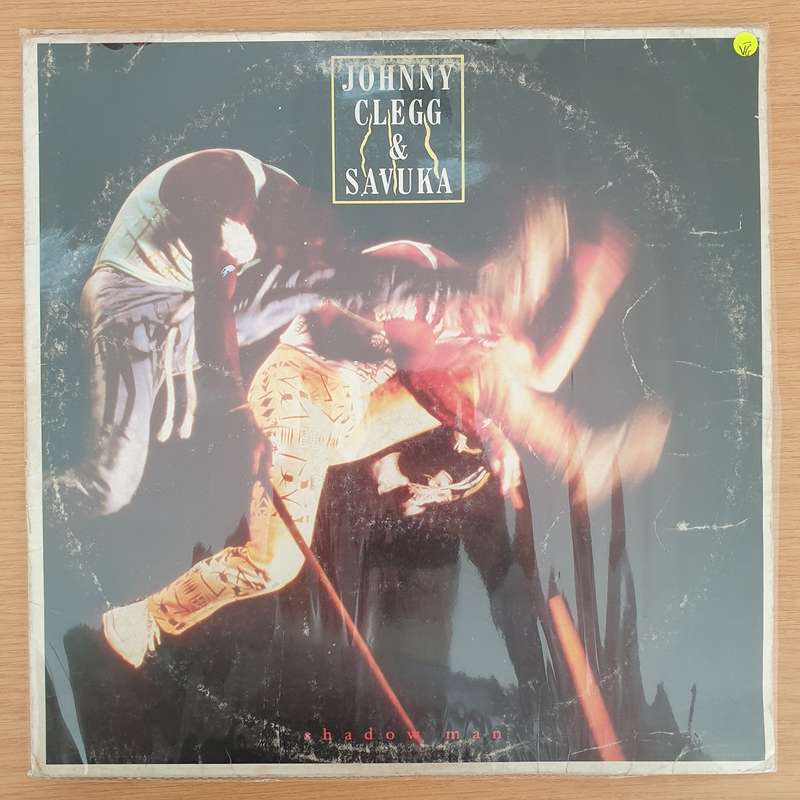 JOHNNY
CLEGG
&
SAVUKA
shadow man